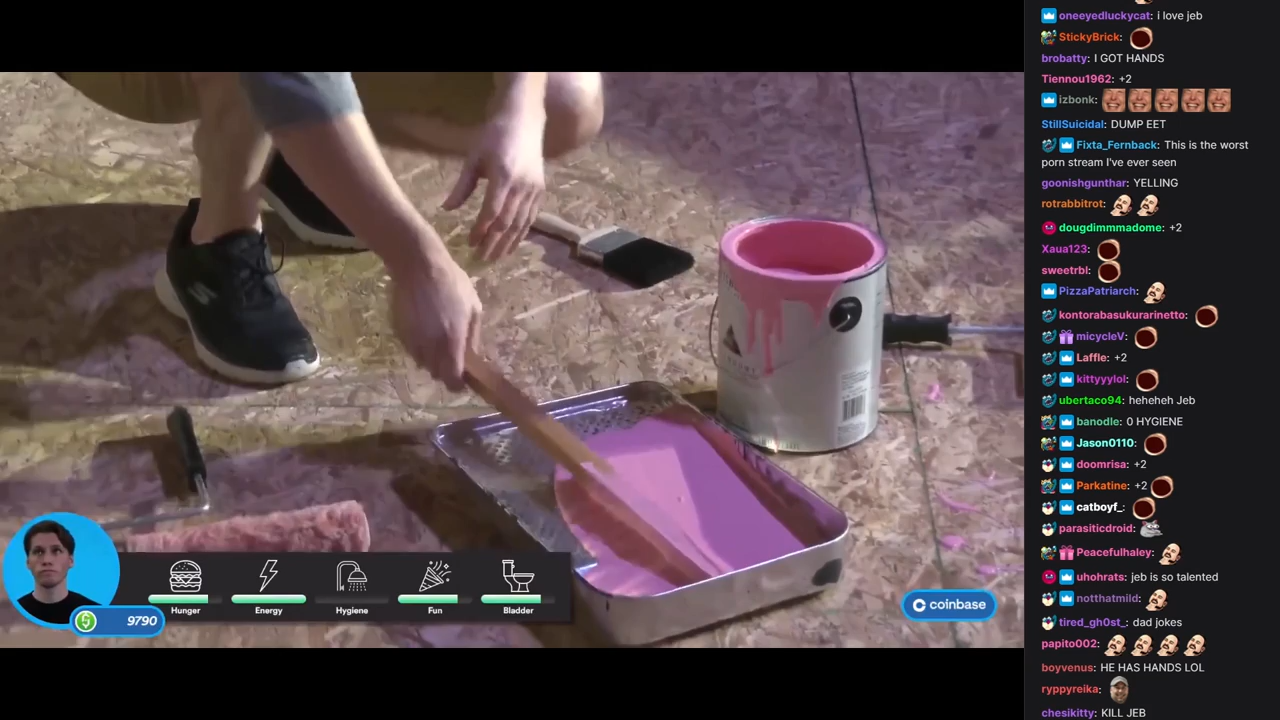 oneeyedluckycat: i love jeb
StickyBrick:
brobatty: I GOT HANDS
Tiennou1962: +2
izbonk:
StillSuicidal: DUMP EET
Fixta_Fernback: This is the worst
porn stream I've ever seen
goonishgunthar: YELLING
rotrabbitrot:
dougdimmmadome: +2
Xaua123:
sweetrbl:
PizzaPatriarch:
kontorabasukurarinetto:
micycleV:
Laffle: +2
kittyyylol:
ubertaco94: heheheh Jeb
banodle: 0 HYGIENE
Jason0110:
doomrisa: +2
Parkatine: +2
catboyf_:
parasiticdroid:
Peacefulhaley:
uhohrats: jeb is so talented
notthatmild:
tired_gh0st_: dad jokes
papito002:
boyvenus: HE HAS HANDS LOL
ryppyreika:
chesikitty: KILL JEB
Hunger
Energy
Hygiene
Fun
Bladder
9790
coinbase